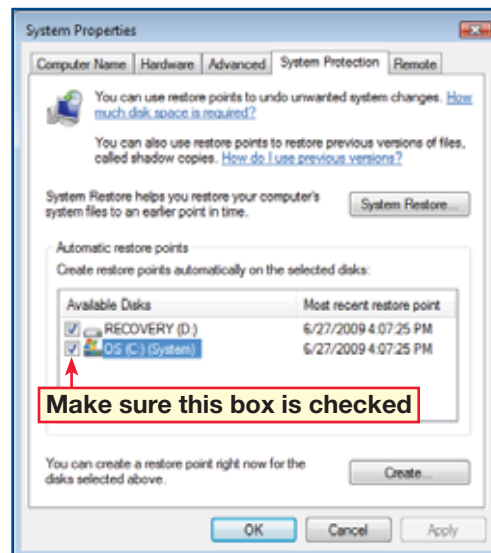 System Properties
Computer Name Hardware Advanced System Protection Remote
You can use restore points to undo unwanted system changes. How
much disk space is required?
You can also use restore points to restore previous versions of files,
called shadow copies. How do I use previous versions?
System Restore helps you restore your computer's
system files to an earlier point in time.
System Restore...
Automatic restore points
Create restore points automatically on the selected disks:
Available Disks Most recent restore point
RECOVERY (D:) 6/27/2009 4:07:25 PM
OS (C:) (System) 6/27/2009 4:07:25 PM
Make sure this box is checked
You can create a restore point right now for the
disks selected above.
Create...
OK Cancel Apply